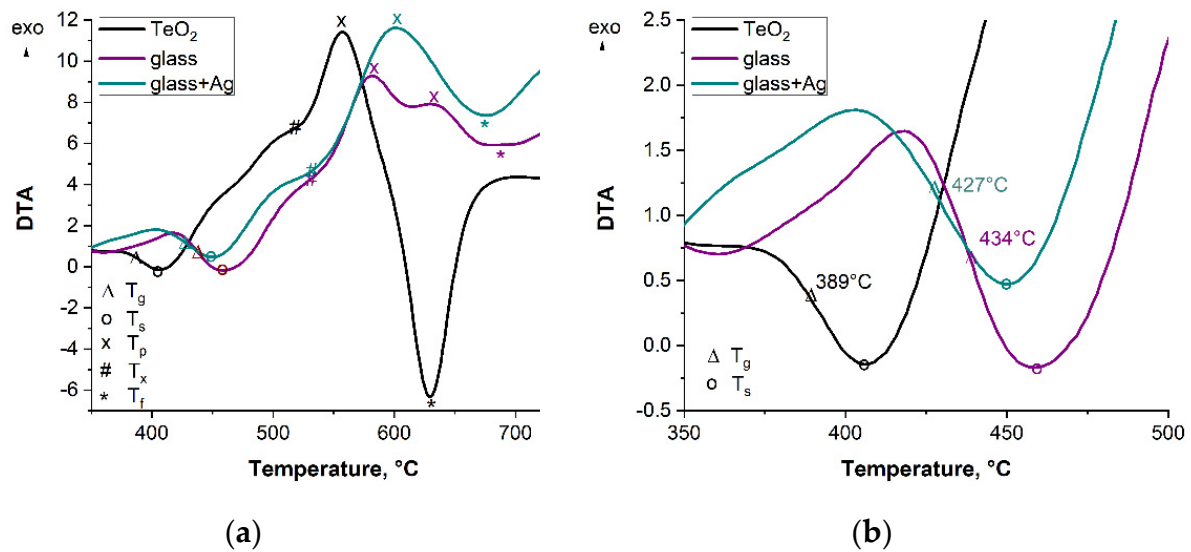 exo
TeO2
glass
glass+Ag
12
10
8
6
4
2
0
-2
-4
-6
DTA
x x
x x
#
#
#
*
*
*
Δ Tg
o Ts
x Tp
# Tx
* Tf
400 500 600 700
Temperature, °C
(a)
exo
TeO2
glass
glass+Ag
2.5
2.0
1.5
1.0
0.5
0.0
-0.5
DTA
427°C
434°C
389°C
Δ Tg
o Ts
350 400 450 500
Temperature, °C
(b)